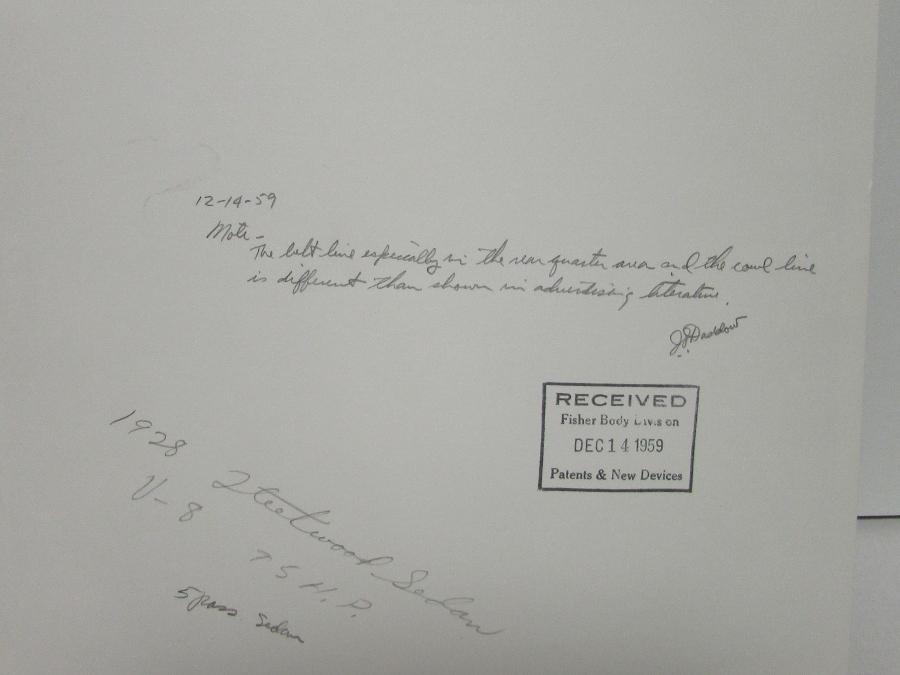 12-14-59
Note-
The belt line especially in the rear quarter area and the cowl line
is different than shown in advertising literature.
J.J. Daddow
RECEIVED
Fisher Body Division
DEC 14 1959
Patents & New Devices
1928 Fleetwood Sedan
V-8 75 H.P.
5 pass. Sedan